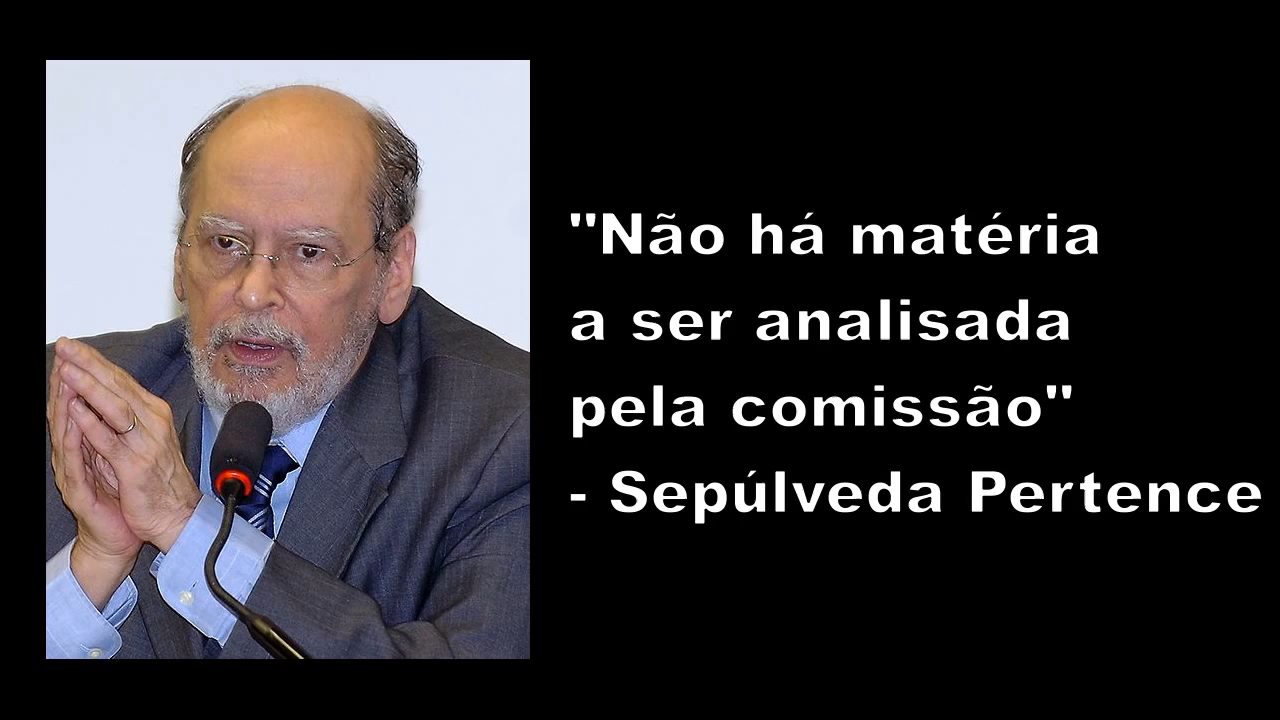 "Não há matéria
a ser analisada
pela comissão"
- Sepúlveda Pertence